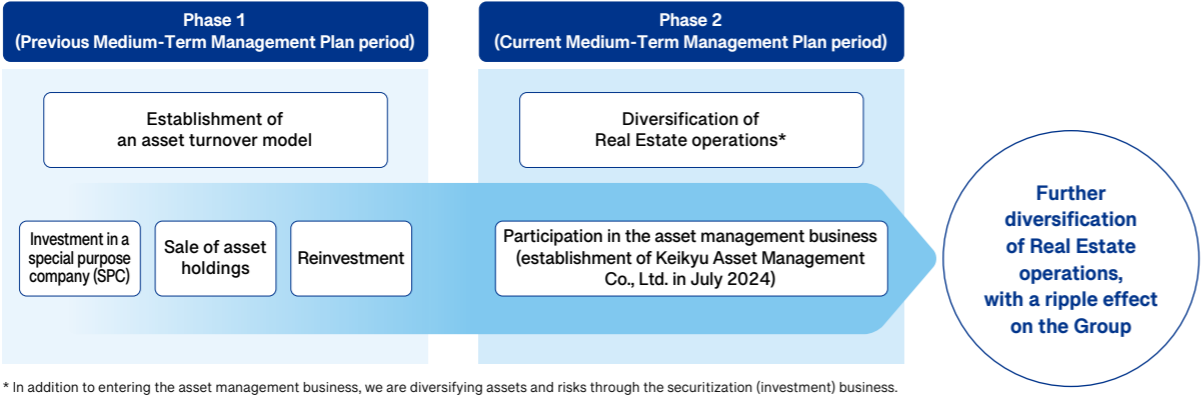 Phase 1
(Previous Medium-Term Management Plan period)
Phase 2
(Current Medium-Term Management Plan period)
Establishment of
an asset turnover model
Diversification of
Real Estate operations*
Investment in a
special purpose
company (SPC)
Sale of asset
holdings
Reinvestment
Participation in the asset management business
(establishment of Keikyu Asset Management
Co., Ltd. in July 2024)
Further
diversification
of Real Estate
operations,
with a ripple effect
on the Group
* In addition to entering the asset management business, we are diversifying assets and risks through the securitization (investment) business.